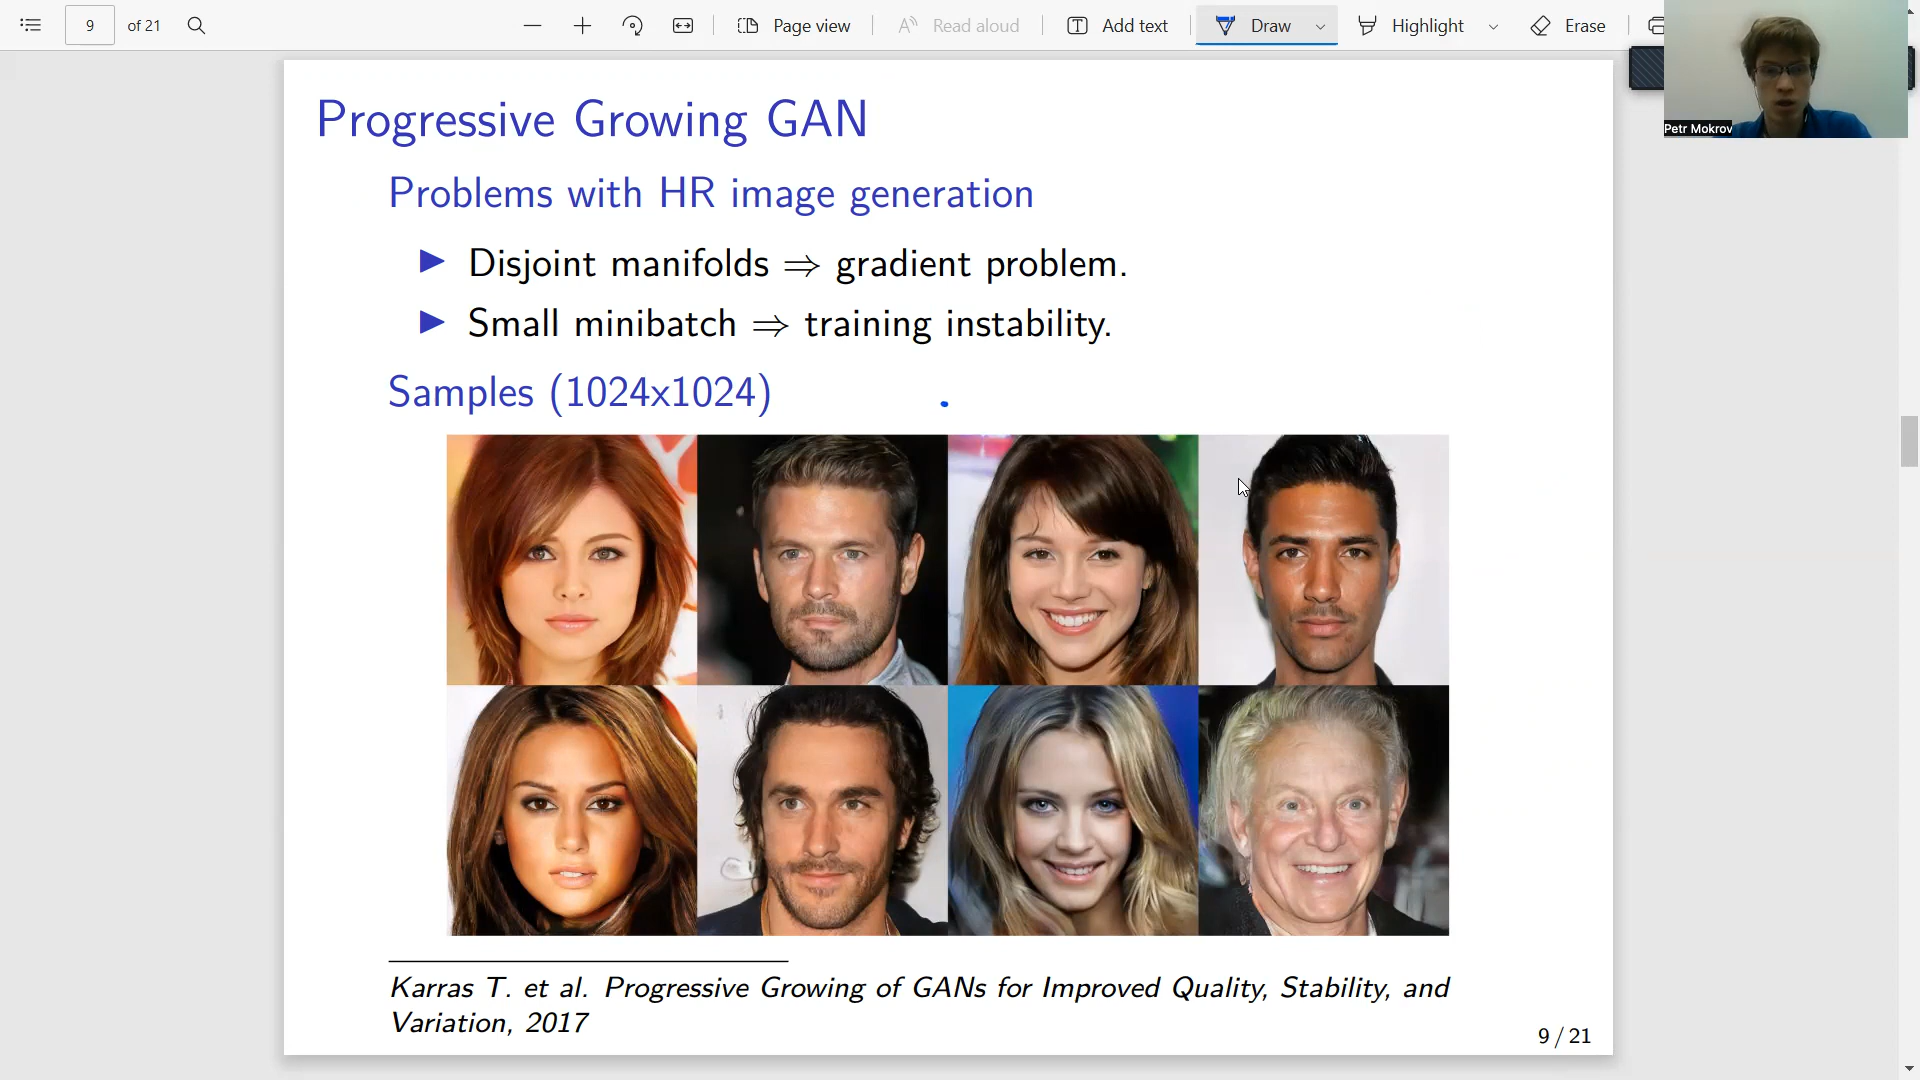 9 of 21 Page view Read aloud Add text Draw Highlight Erase
Petr Mokrov
Progressive Growing GAN
Problems with HR image generation
▶ Disjoint manifolds ⇒ gradient problem.
▶ Small minibatch ⇒ training instability.
Samples (1024x1024)
Karras T. et al. Progressive Growing of GANs for Improved Quality, Stability, and
Variation, 2017
9 / 21